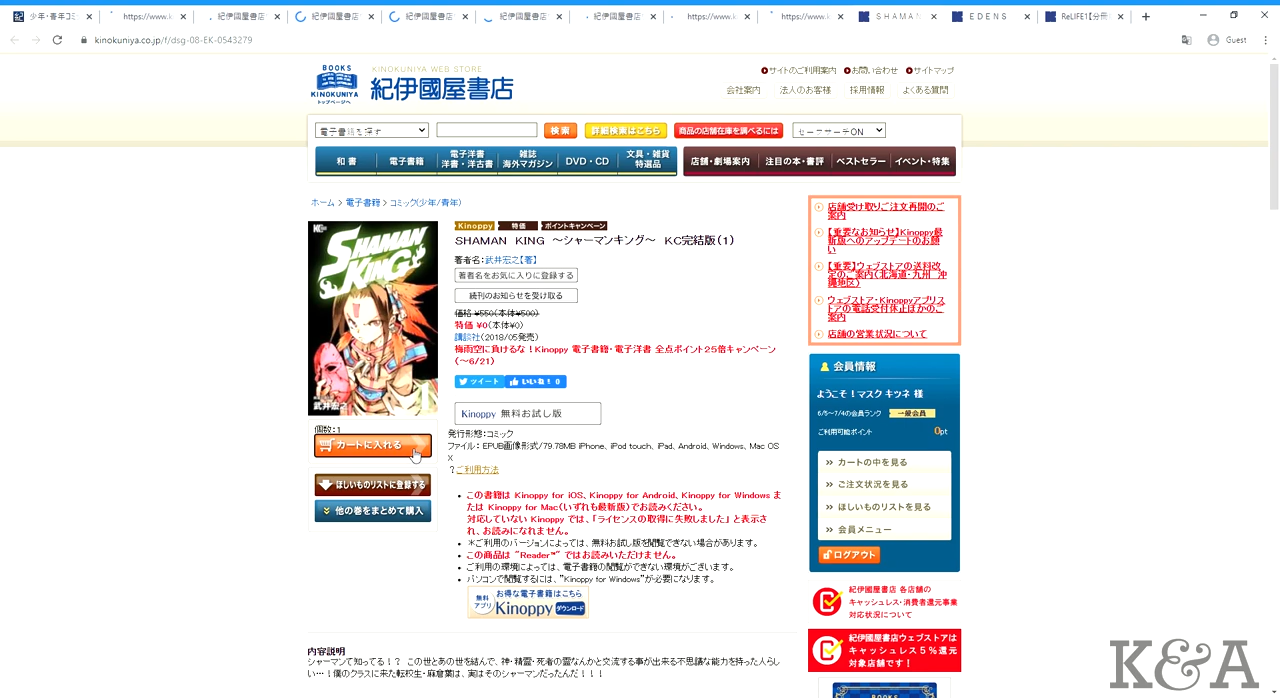 少年・青年コミ
https://www.k
紀伊國屋書店
紀伊國屋書店
紀伊國屋書店
紀伊國屋書店
紀伊國屋書店
https://www.k
https://www.k
SHAMAN
EDENS
ReLIFE1【分冊
kinokuniya.co.jp/f/dsg-08-EK-0543279
Guest
BOOKS
KINOKUNIYA
トップページへ
KINOKUNIYA WEB STORE
紀伊國屋書店
サイトのご利用案内 お問い合わせ サイトマップ
会社案内 法人のお客様 採用情報 よくある質問
電子書籍を探す
検索
詳細検索はこちら
商品の店舗在庫を調べるには
セーフサーチON
和書
電子書籍
電子洋書
洋書・洋古書
雑誌
海外マガジン
DVD・CD
文具・雑貨
特選品
店舗・劇場案内
注目の本・書評
ベストセラー
イベント・特集
ホーム > 電子書籍 > コミック(少年/青年)
KC
SHAMAN
KING
1
武井宏之
Kinoppy 特価 ポイントキャンペーン
SHAMAN KING ～シャーマンキング～ KC完結版(1)
著者名:武井宏之【著】
著者名をお気に入りに登録する
続刊のお知らせを受け取る
価格 ¥550(本体¥500)
特価 ¥0(本体¥0)
講談社(2018/05発売)
梅雨空に負けるな！Kinoppy 電子書籍・電子洋書 全点ポイント25倍キャンペーン
(～6/21)
ツイート いいね！ 0
Kinoppy 無料お試し版
発行形態:コミック
ファイル: EPUB画像形式/79.78MB iPhone、iPod touch、iPad、Android、Windows、Mac OS
X
?ご利用方法
個数:1
カートに入れる
ほしいものリストに登録する
他の巻をまとめて購入
この書籍は Kinoppy for iOS、Kinoppy for Android、Kinoppy for Windows ま
たは Kinoppy for Mac(いずれも最新版)でお読みください。
対応していない Kinoppy では、「ライセンスの取得に失敗しました」と表示さ
れ、お読みになれません。
＊ご利用のバージョンによっては、無料お試し版を閲覧できない場合があります。
この商品は "Reader™" ではお読みいただけません。
ご利用の環境によっては、電子書籍の閲覧ができない環境がございます。
パソコンで閲覧するには、"Kinoppy for Windows"が必要になります。
無料
アプリ
お得な電子書籍はこちら
Kinoppy ダウンロード
内容説明
シャーマンて知ってる！？ この世とあの世を結んで、神・精霊・死者の霊なんかと交流する事が出来る不思議な能力を持った人らし
い…！僕のクラスに来た転校生・麻倉葉は、実はそのシャーマンだったんだ！！！
店舗受け取りご注文再開のご
案内
【重要なお知らせ】Kinoppy最
新版へのアップデートのお願
い
【重要】ウェブストアの送料改
定のご案内(北海道・九州 沖
縄地区)
ウェブストア・Kinoppyアプリス
トアの電話受付休止ほかのご
案内
店舗の営業状況について
会員情報
ようこそ！マスク キツネ 様
6/5～7/4の会員ランク 一般会員
ご利用可能ポイント 0pt
カートの中を見る
ご注文状況を見る
ほしいものリストを見る
会員メニュー
ログアウト
紀伊國屋書店 各店舗の
キャッシュレス・消費者還元事業
対応状況について
紀伊國屋書店ウェブストアは
キャッシュレス5%還元
対象店舗です！
BOOKS
K&A